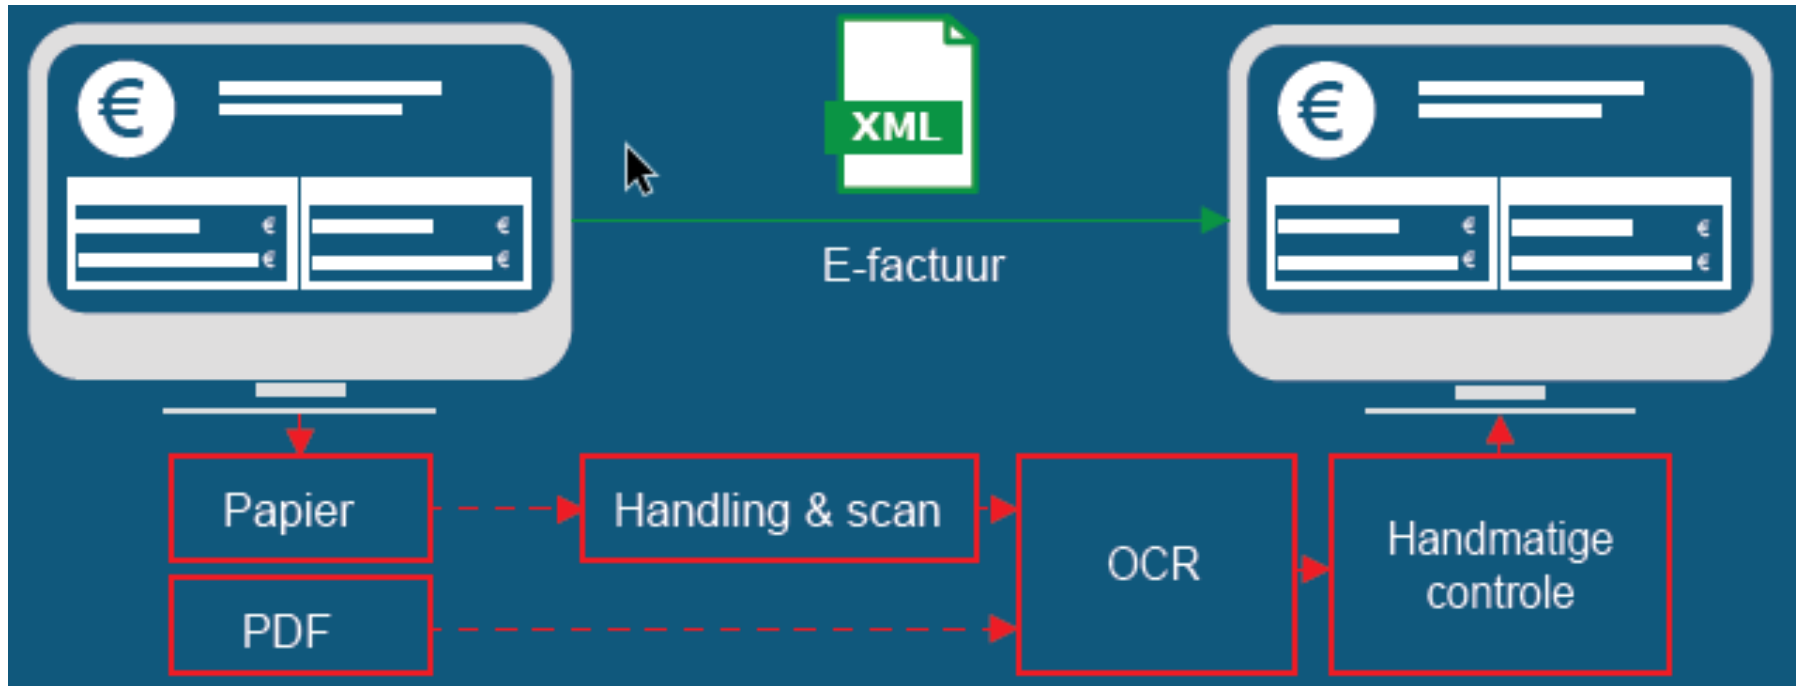 €
XML
€
€
€
€
€
€
€
€
€
€
E-factuur
Papier
Handling & scan
OCR
Handmatige
controle
PDF